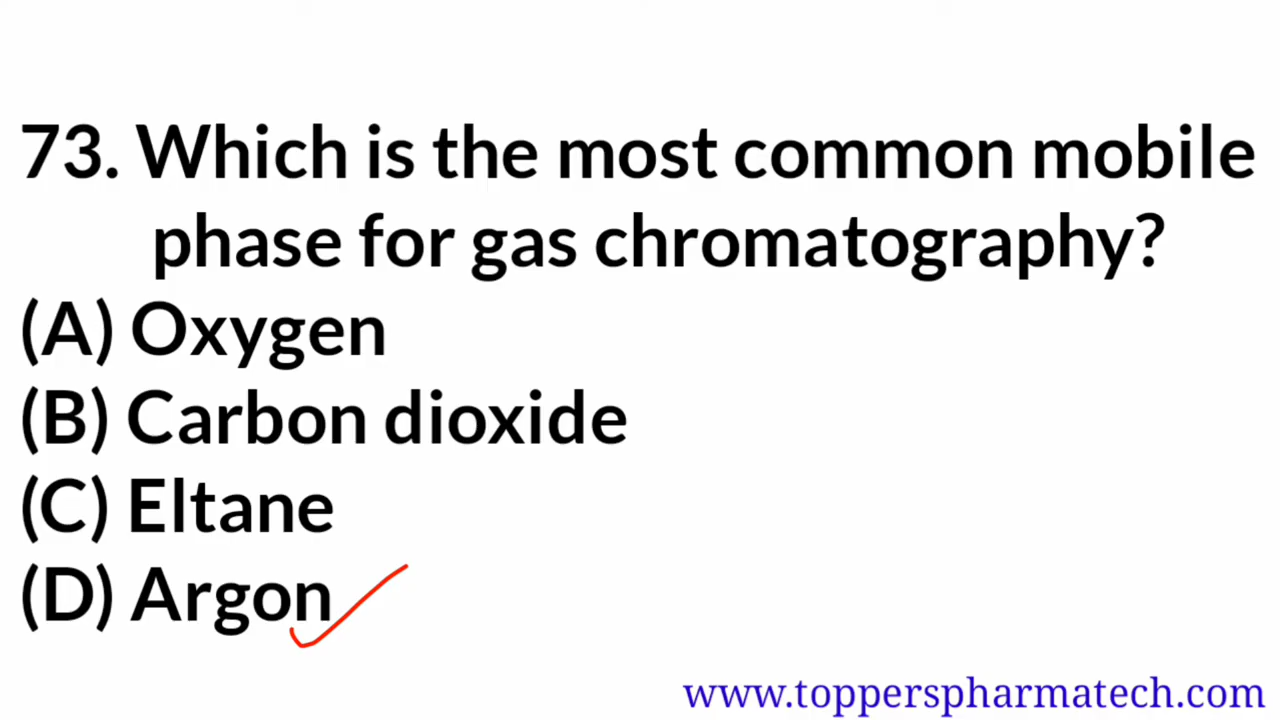 73. Which is the most common mobile
phase for gas chromatography?
(A) Oxygen
(B) Carbon dioxide
(C) Eltane
(D) Argon
www.topperspharmatech.com